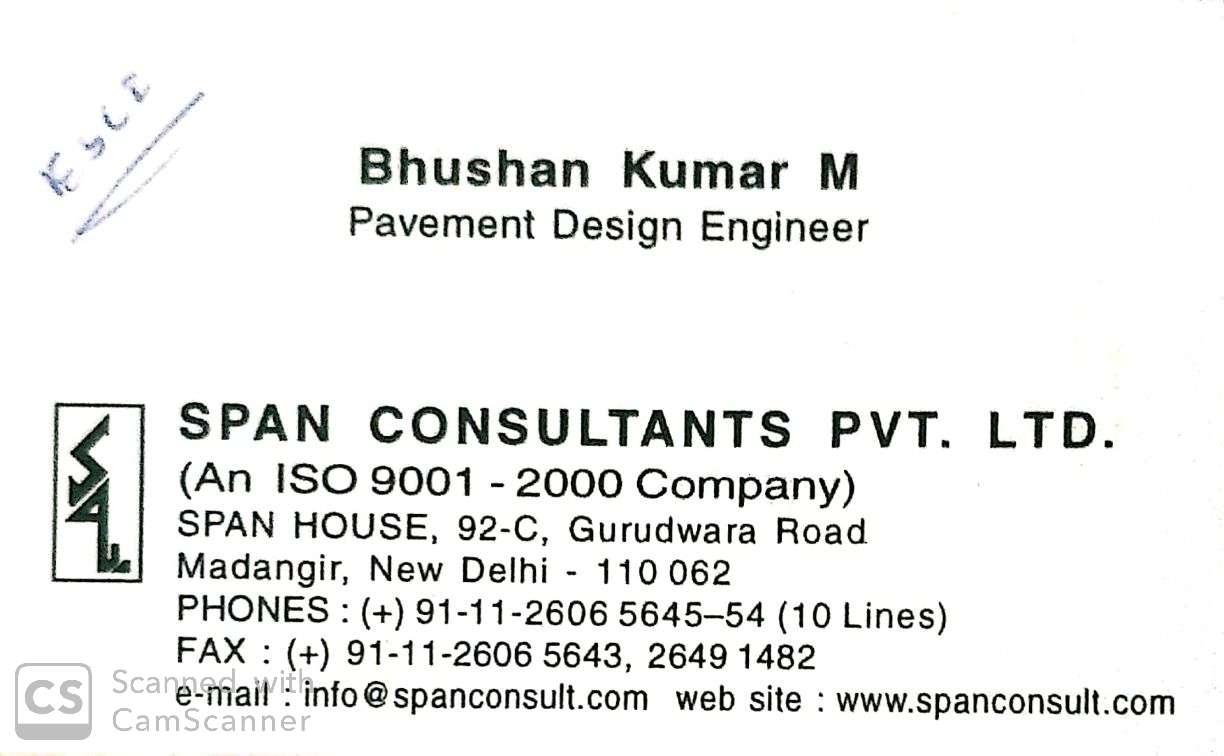 Bhushan Kumar M
Pavement Design Engineer
SPAN CONSULTANTS PVT. LTD.
(An ISO 9001 - 2000 Company)
SPAN HOUSE, 92-C, Gurudwara Road
Madangir, New Delhi - 110 062
PHONES : (+) 91-11-2606 5645–54 (10 Lines)
FAX : (+) 91-11-2606 5643, 2649 1482
e-mail : info@spanconsult.com web site : www.spanconsult.com
CS Scanned with
CamScanner